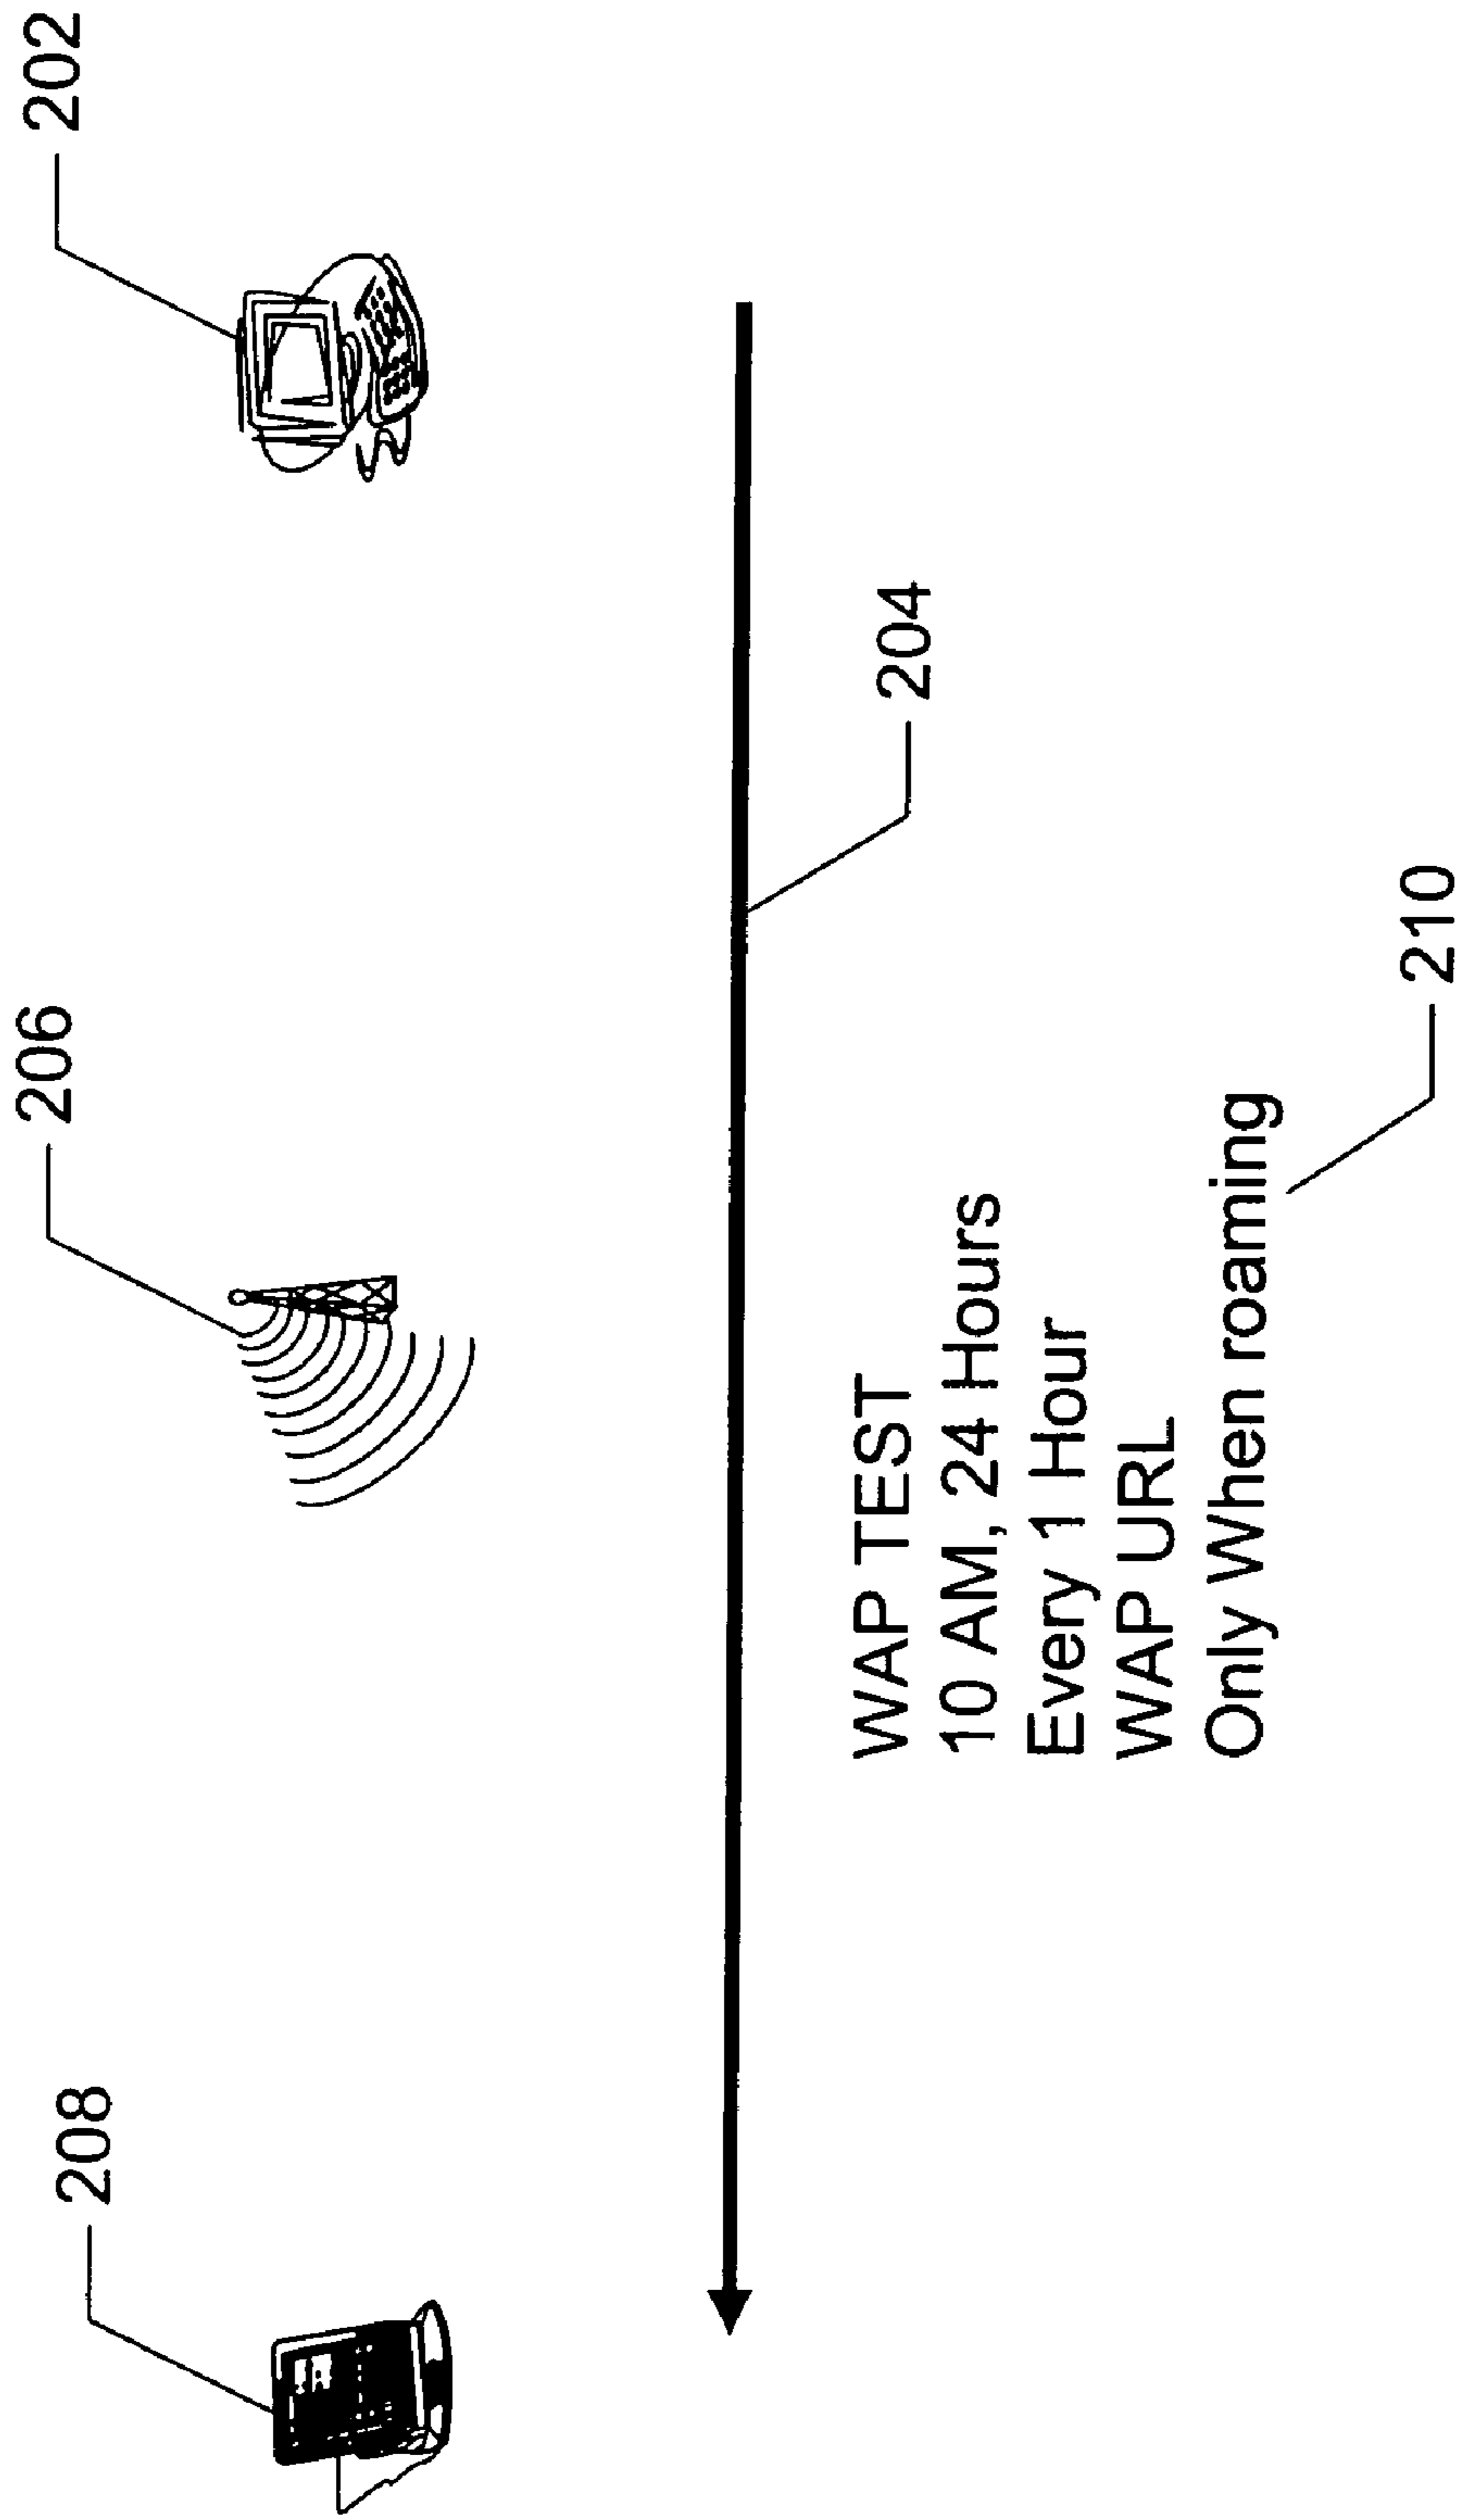 208
206
202
204
WAP TEST
10 AM, 24 Hours
Every 1 Hour
WAP URL
Only When roaming
210